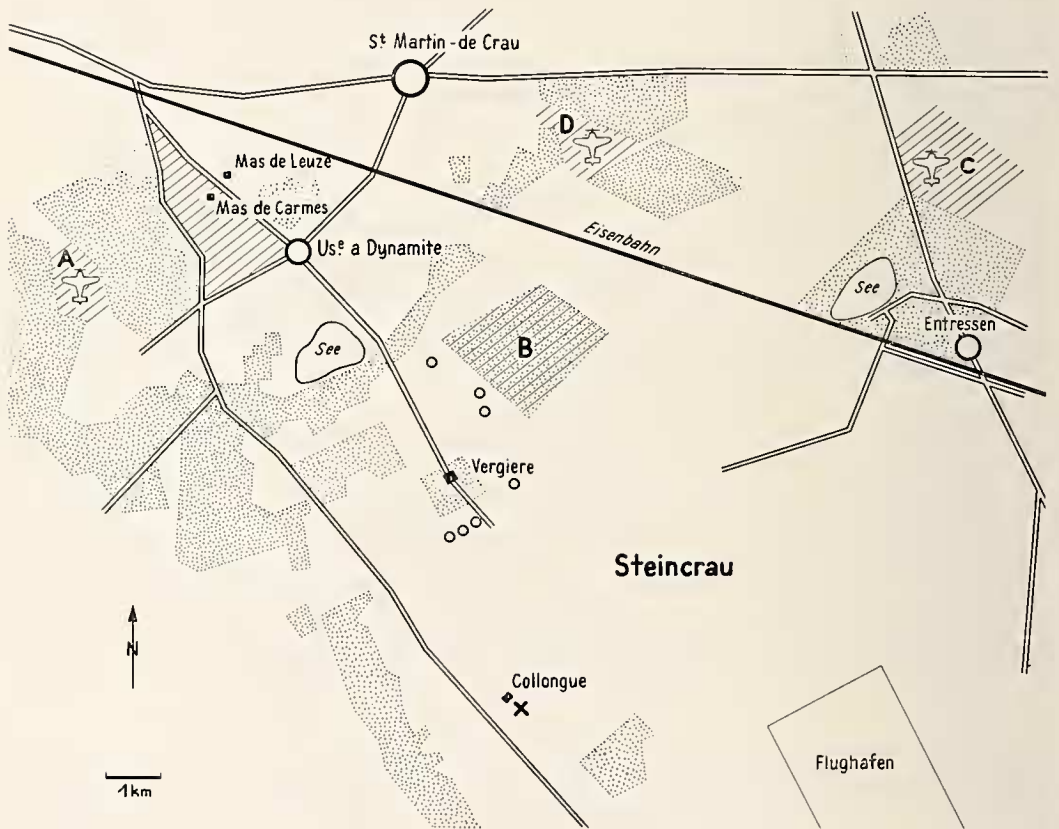 St Martin-de Crau
D
C
Mas de Leuze
Mas de Carmes
Use a Dynamite
A
Eisenbahn
See
See
Entressen
B
Vergiere
Steincrau
N
Collongue
Flughafen
1km